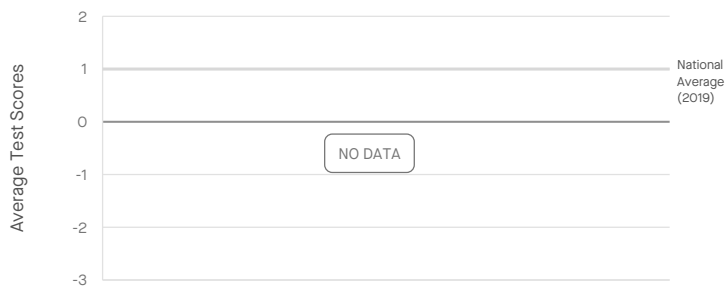 Average Test Scores
2
1
0
-1
-2
-3
NO DATA
National
Average
(2019)